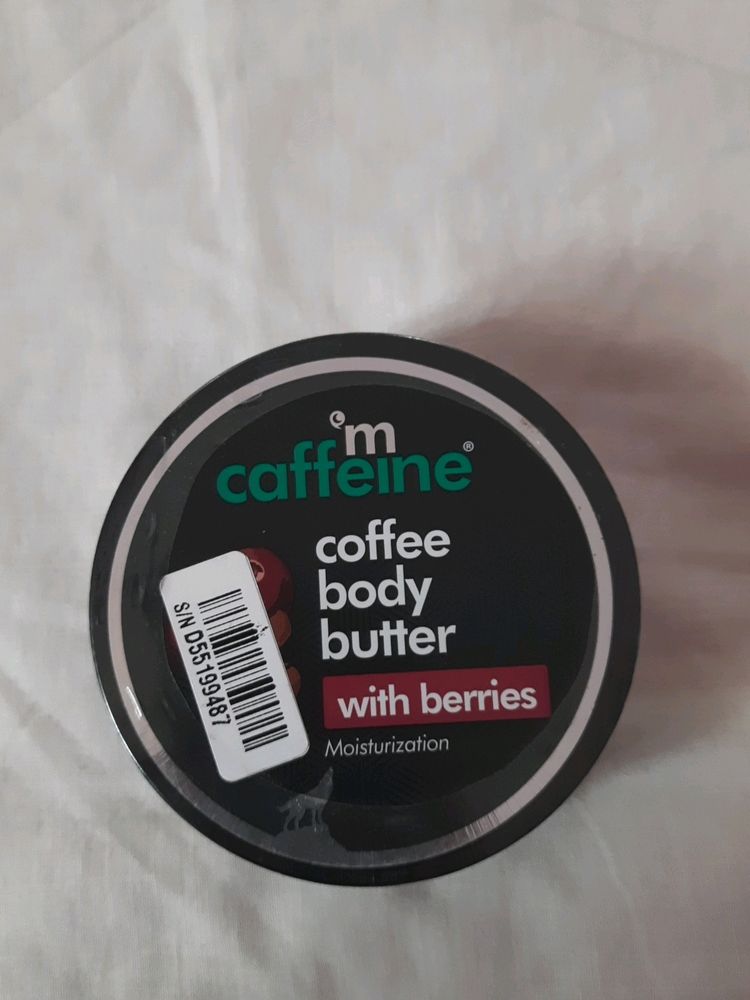 'm
caffeine®
coffee
body
butter
with berries
Moisturization
S/N D55199487